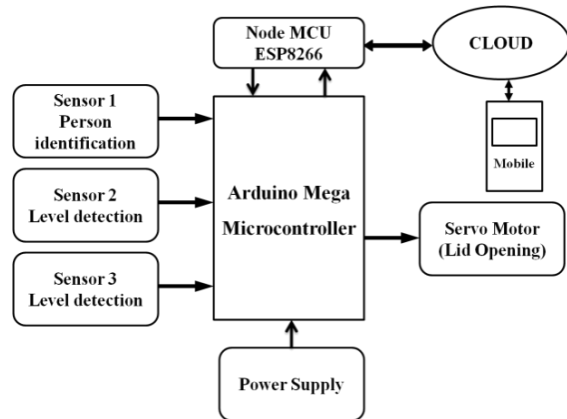 Node MCU
ESP8266
CLOUD
Sensor 1
Person
identification
Mobile
Sensor 2
Level detection
Arduino Mega
Microcontroller
Servo Motor
(Lid Opening)
Sensor 3
Level detection
Power Supply